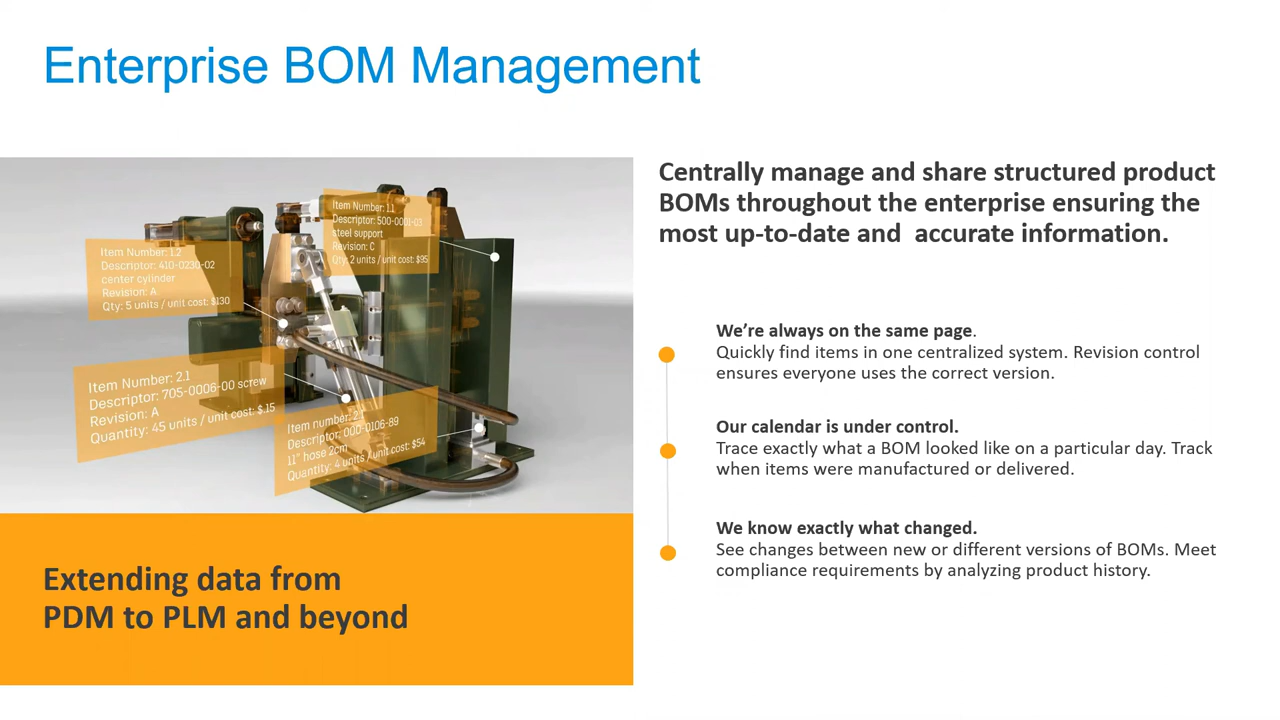 Enterprise BOM Management
Item Number: 1.1
Descriptor: 500-0091-03
steel support
Revision: C
Qty: 2 units / unit cost: $95
Item Number: 1.2
Descriptor: 410-0230-02
center cylinder
Revision: A
Qty: 5 units / unit cost: $130
Item Number: 2.1
Descriptor: 705-0006-00 screw
Revision: A
Quantity: 45 units / unit cost: $.15
Item number: 2.1
Descriptor: 000-0106-89
11" hose 2cm
Quantity: 4 units / unit cost: $54
Extending data from
PDM to PLM and beyond
Centrally manage and share structured product
BOMs throughout the enterprise ensuring the
most up-to-date and accurate information.
We’re always on the same page.
Quickly find items in one centralized system. Revision control
ensures everyone uses the correct version.
Our calendar is under control.
Trace exactly what a BOM looked like on a particular day. Track
when items were manufactured or delivered.
We know exactly what changed.
See changes between new or different versions of BOMs. Meet
compliance requirements by analyzing product history.